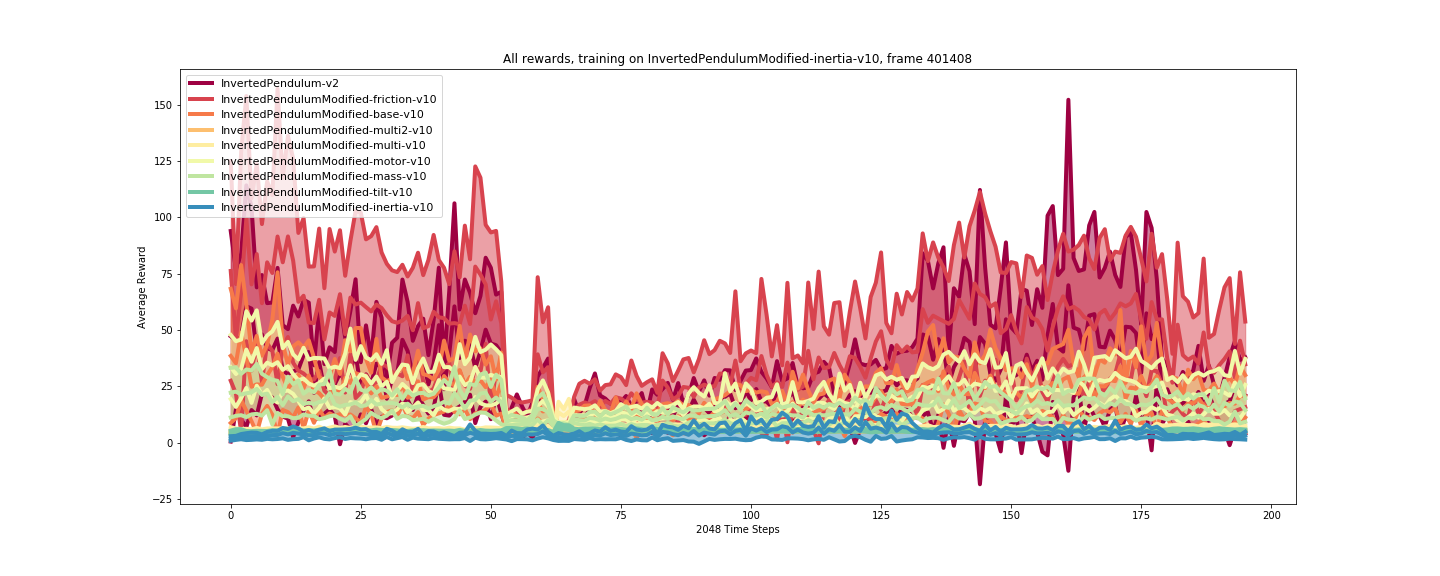 All rewards, training on InvertedPendulumModified-inertia-v10, frame 401408
InvertedPendulum-v2
InvertedPendulumModified-friction-v10
InvertedPendulumModified-base-v10
InvertedPendulumModified-multi2-v10
InvertedPendulumModified-multi-v10
InvertedPendulumModified-motor-v10
InvertedPendulumModified-mass-v10
InvertedPendulumModified-tilt-v10
InvertedPendulumModified-inertia-v10
Average Reward
150
125
100
75
50
25
0
−25
0 25 50 75 100 125 150 175 200
2048 Time Steps